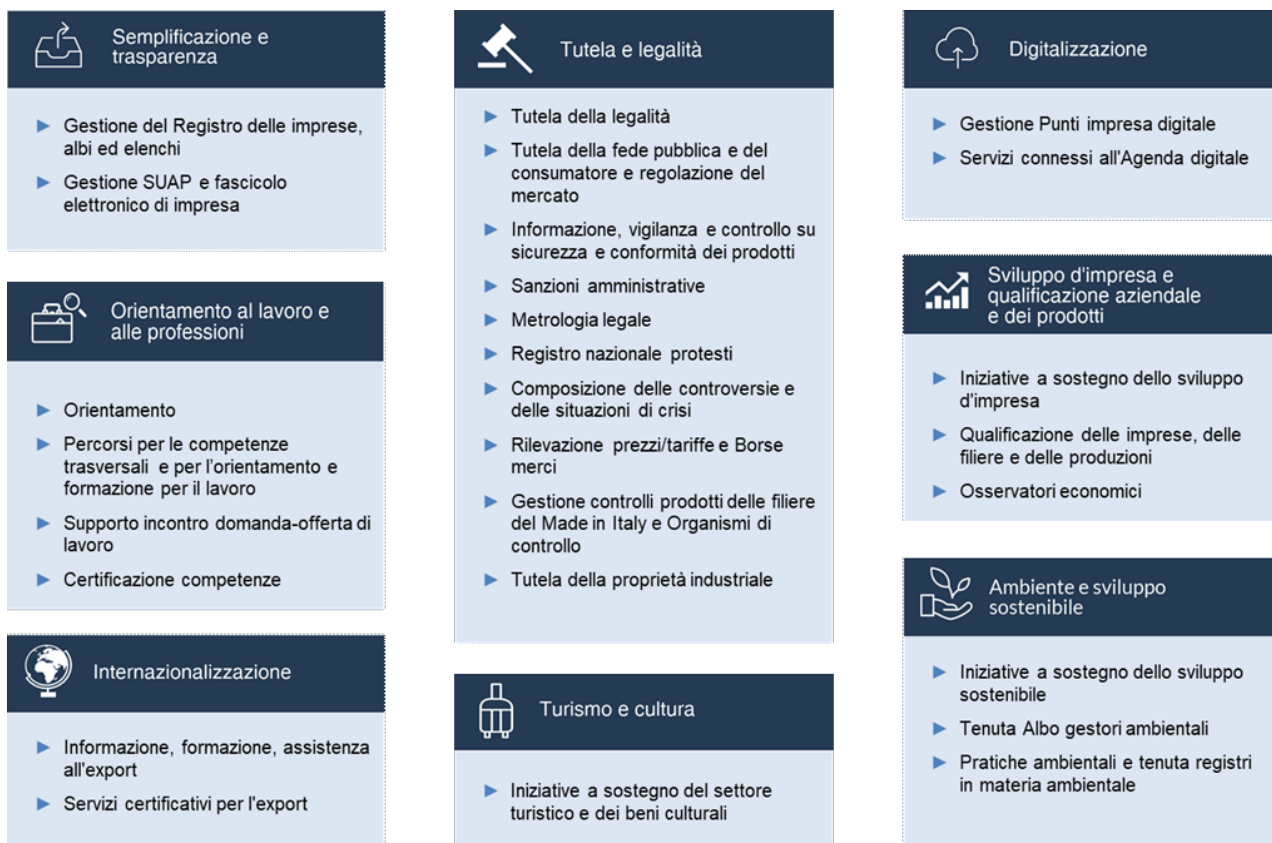 Semplificazione e
trasparenza
► Gestione del Registro delle imprese,
albi ed elenchi
► Gestione SUAP e fascicolo
elettronico di impresa
Orientamento al lavoro e
alle professioni
► Orientamento
► Percorsi per le competenze
trasversali e per l'orientamento e
formazione per il lavoro
► Supporto incontro domanda-offerta di
lavoro
► Certificazione competenze
Internazionalizzazione
► Informazione, formazione, assistenza
all'export
► Servizi certificativi per l'export
Tutela e legalità
► Tutela della legalità
► Tutela della fede pubblica e del
consumatore e regolazione del
mercato
► Informazione, vigilanza e controllo su
sicurezza e conformità dei prodotti
► Sanzioni amministrative
► Metrologia legale
► Registro nazionale protesti
► Composizione delle controversie e
delle situazioni di crisi
► Rilevazione prezzi/tariffe e Borse
merci
► Gestione controlli prodotti delle filiere
del Made in Italy e Organismi di
controllo
► Tutela della proprietà industriale
Turismo e cultura
► Iniziative a sostegno del settore
turistico e dei beni culturali
Digitalizzazione
► Gestione Punti impresa digitale
► Servizi connessi all'Agenda digitale
Sviluppo d'impresa e
qualificazione aziendale
e dei prodotti
► Iniziative a sostegno dello sviluppo
d'impresa
► Qualificazione delle imprese, delle
filiere e delle produzioni
► Osservatori economici
Ambiente e sviluppo
sostenibile
► Iniziative a sostegno dello sviluppo
sostenibile
► Tenuta Albo gestori ambientali
► Pratiche ambientali e tenuta registri
in materia ambientale